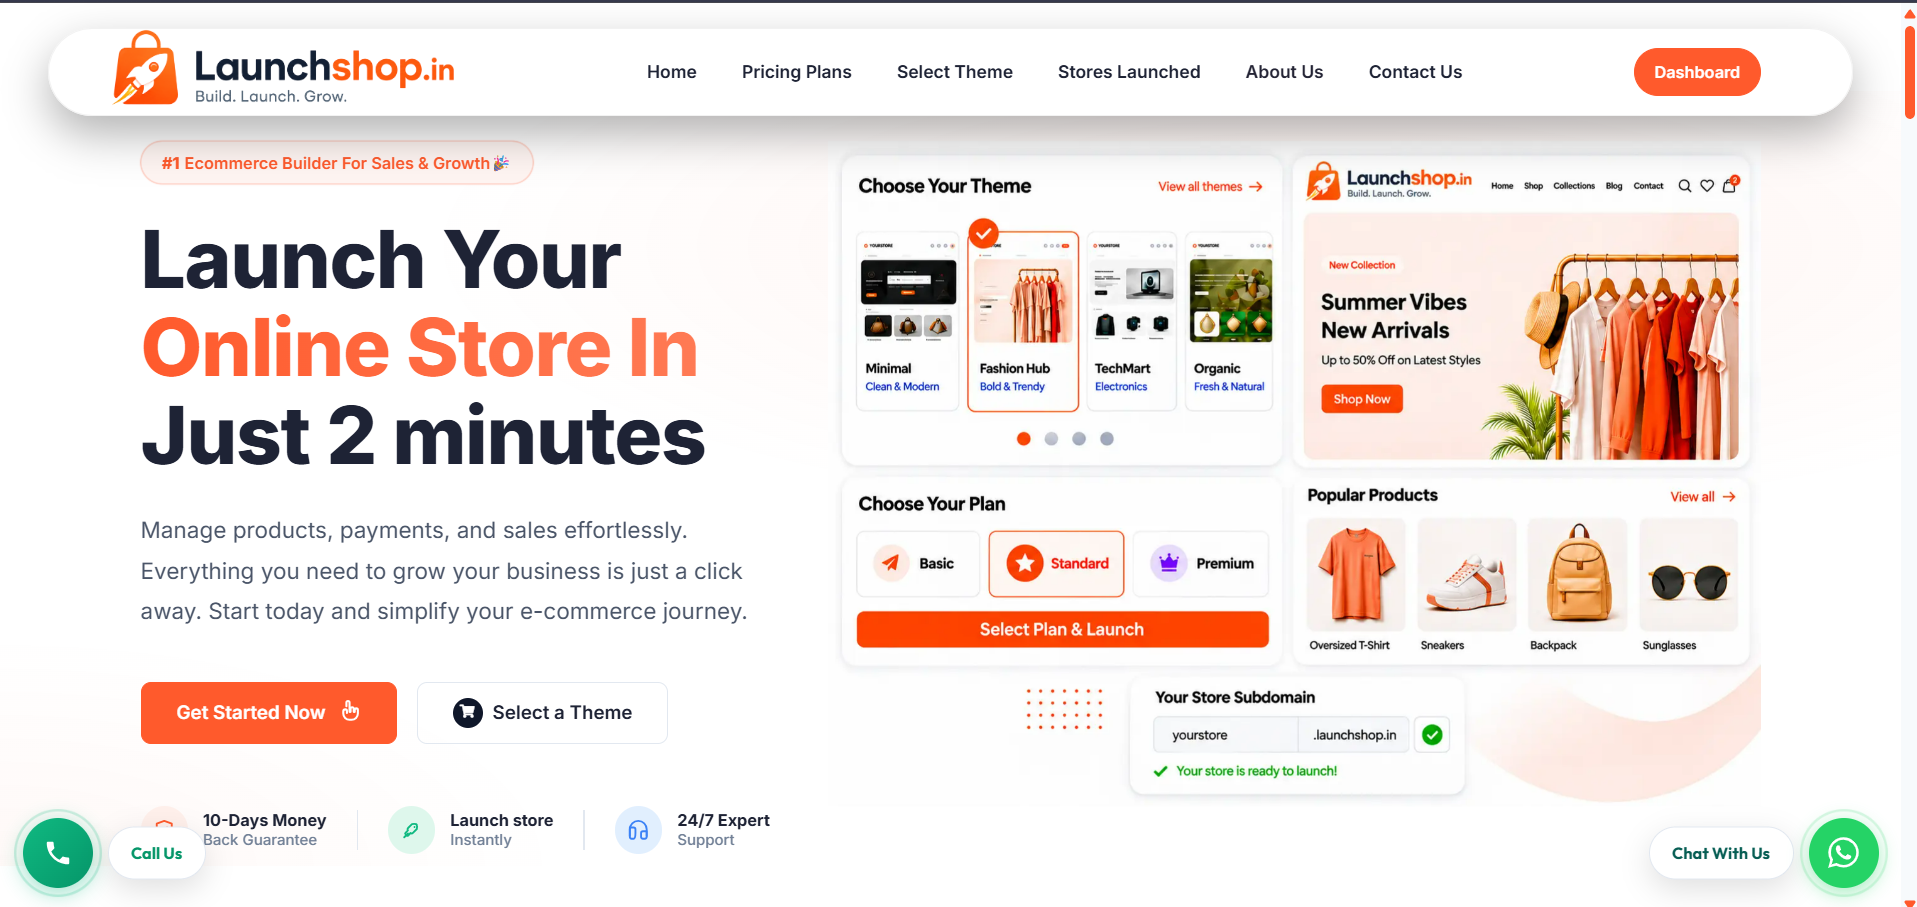 Launchshop.in
Build. Launch. Grow.
Home
Pricing Plans
Select Theme
Stores Launched
About Us
Contact Us
Dashboard
#1 Ecommerce Builder For Sales & Growth🎉
Launch Your
Online Store In
Just 2 minutes
Manage products, payments, and sales effortlessly.
Everything you need to grow your business is just a click
away. Start today and simplify your e-commerce journey.
Get Started Now
Select a Theme
10-Days Money
Back Guarantee
Launch store
Instantly
24/7 Expert
Support
Call Us
Choose Your Theme
View all themes →
YOURSTORE
YOURSTORE
YOURSTORE
Minimal
Clean & Modern
Fashion Hub
Bold & Trendy
TechMart
Electronics
Organic
Fresh & Natural
Launchshop.in
Build. Launch. Grow.
Home
Shop
Collections
Blog
Contact
2
New Collection
Summer Vibes
New Arrivals
Up to 50% Off on Latest Styles
Shop Now
Choose Your Plan
Basic
Standard
Premium
Select Plan & Launch
Popular Products
View all →
Oversized T-Shirt
Sneakers
Backpack
Sunglasses
Your Store Subdomain
yourstore
.launchshop.in
Your store is ready to launch!
Chat With Us